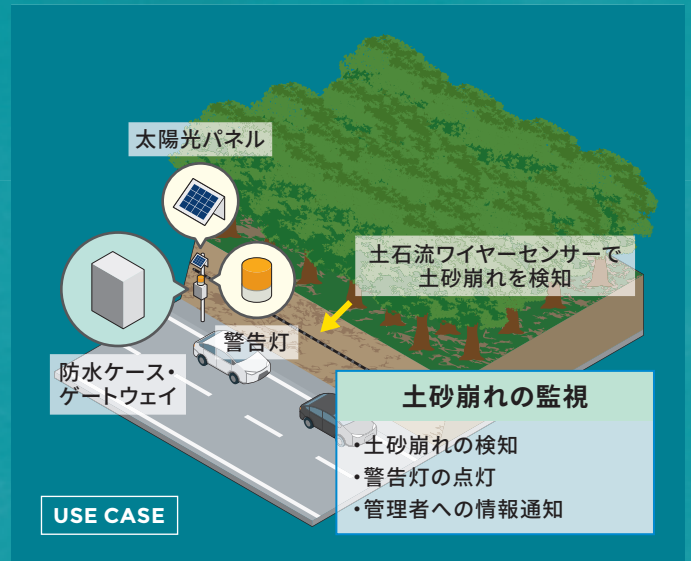 太陽光パネル
土石流ワイヤーセンサーで
土砂崩れを検知
警告灯
防水ケース・
ゲートウェイ
土砂崩れの監視
・土砂崩れの検知
・警告灯の点灯
・管理者への情報通知
USE CASE